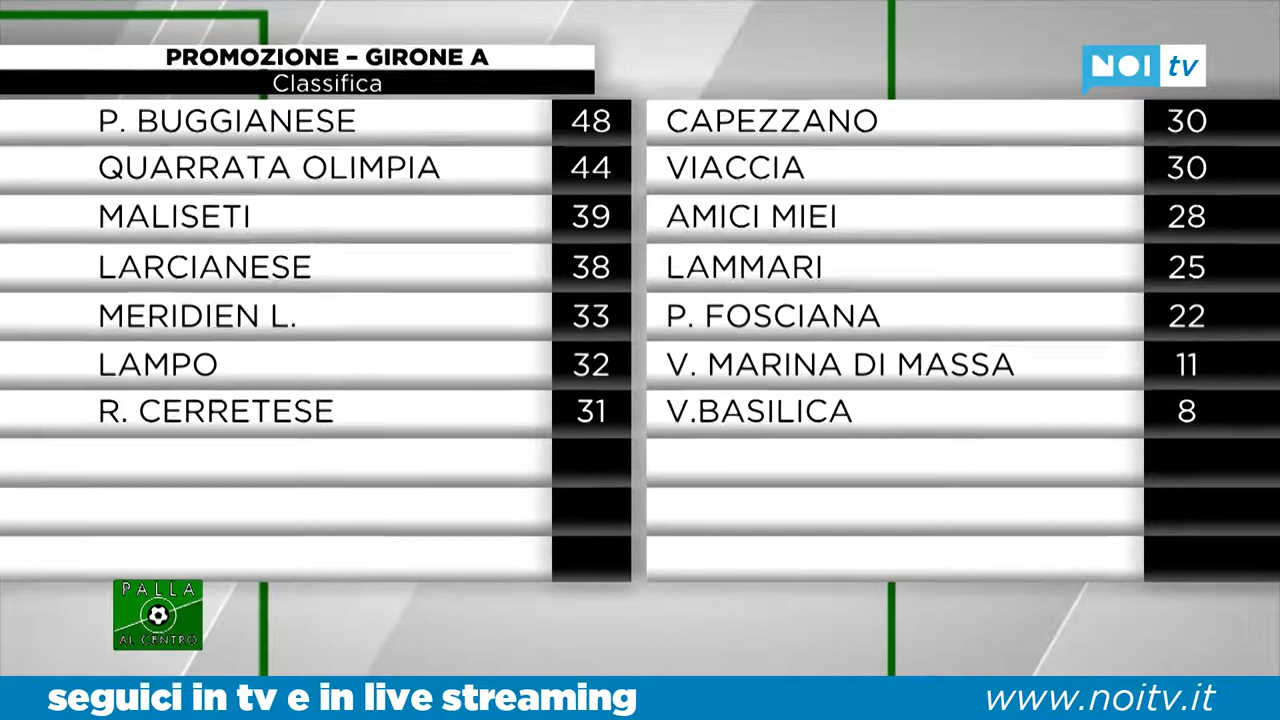 PROMOZIONE – GIRONE A
Classifica
NOI tv
P. BUGGIANESE 48
QUARRATA OLIMPIA 44
MALISETI 39
LARCIANESE 38
MERIDIEN L. 33
LAMPO 32
R. CERRETESE 31
CAPEZZANO 30
VIACCIA 30
AMICI MIEI 28
LAMMARI 25
P. FOSCIANA 22
V. MARINA DI MASSA 11
V.BASILICA 8
PALLA
AL CENTRO
seguici in tv e in live streaming
www.noitv.it